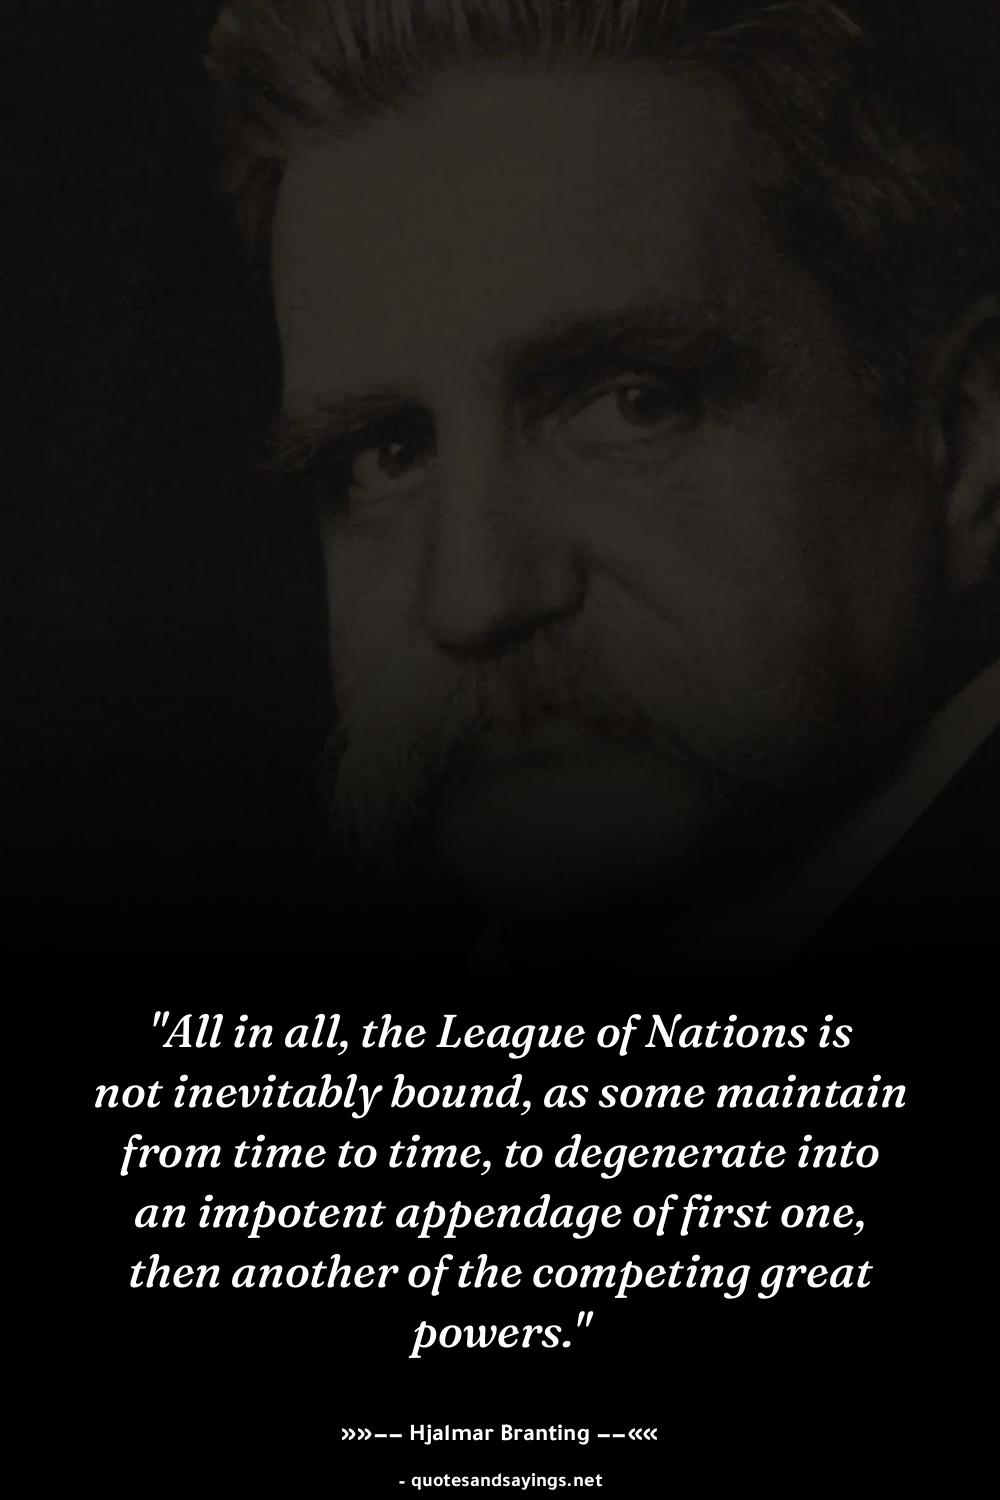 "All in all, the League of Nations is
not inevitably bound, as some maintain
from time to time, to degenerate into
an impotent appendage of first one,
then another of the competing great
powers."
»»–– Hjalmar Branting ––««
- quotesandsayings.net